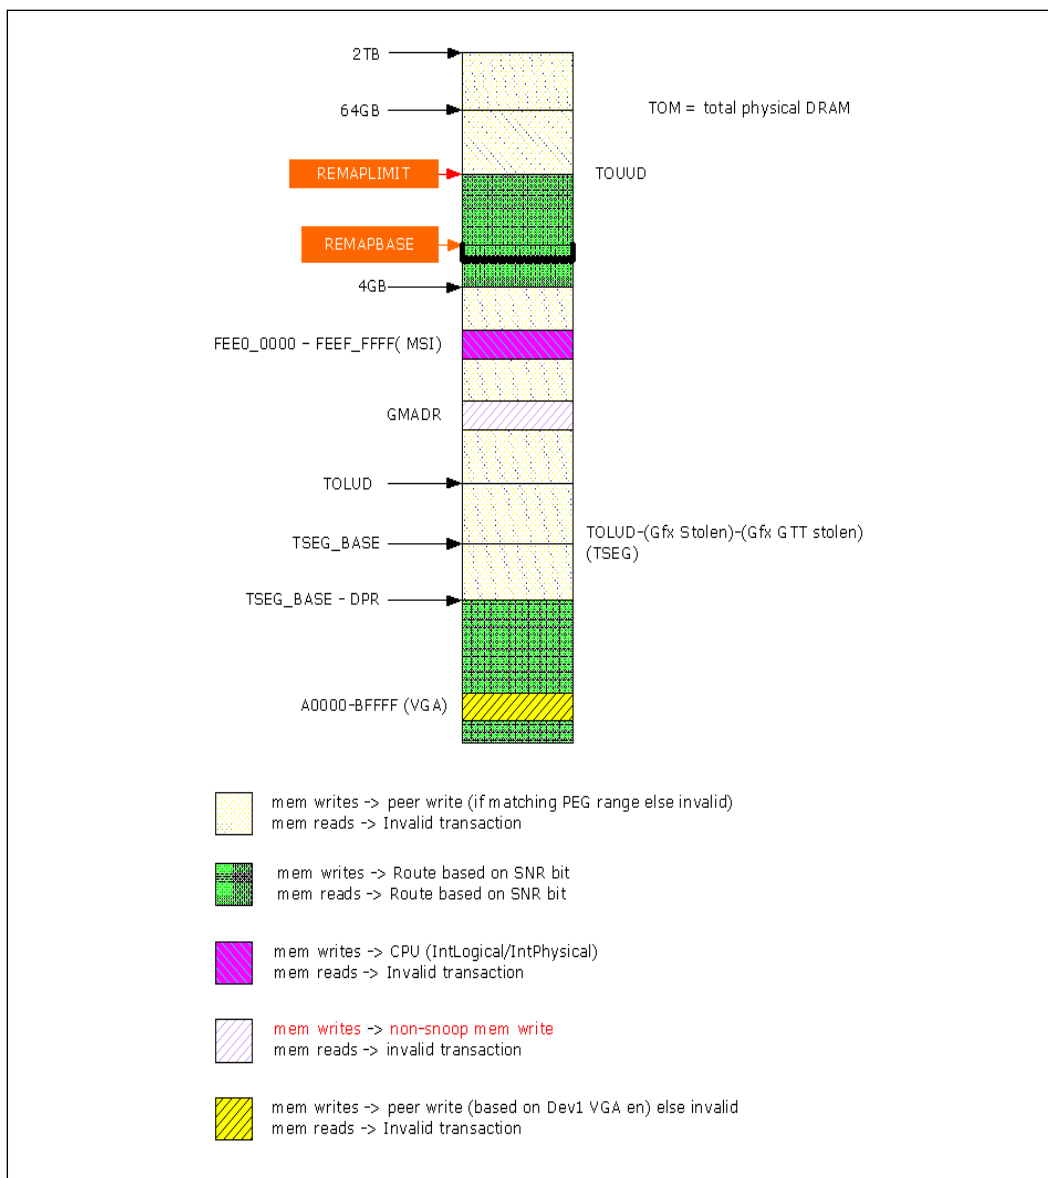 2TB
64GB
TOM = total physical DRAM
REMAPLIMIT
TOUUD
REMAPBASE
4GB
FEE0_0000 - FEEF_FFFF( MSI)
GMADR
TOLUD
TOLUD-(Gfx Stolen)-(Gfx GTT stolen)
TSEG_BASE
(TSEG)
TSEG_BASE - DPR
A0000-BFFFF (VGA)
mem writes -> peer write (if matching PEG range else invalid)
mem reads -> Invalid transaction
mem writes -> Route based on SNR bit
mem reads -> Route based on SNR bit
mem writes -> CPU (IntLogical/IntPhysical)
mem reads -> Invalid transaction
mem writes -> non-snoop mem write
mem reads -> invalid transaction
mem writes -> peer write (based on Dev1 VGA en) else invalid
mem reads -> Invalid transaction